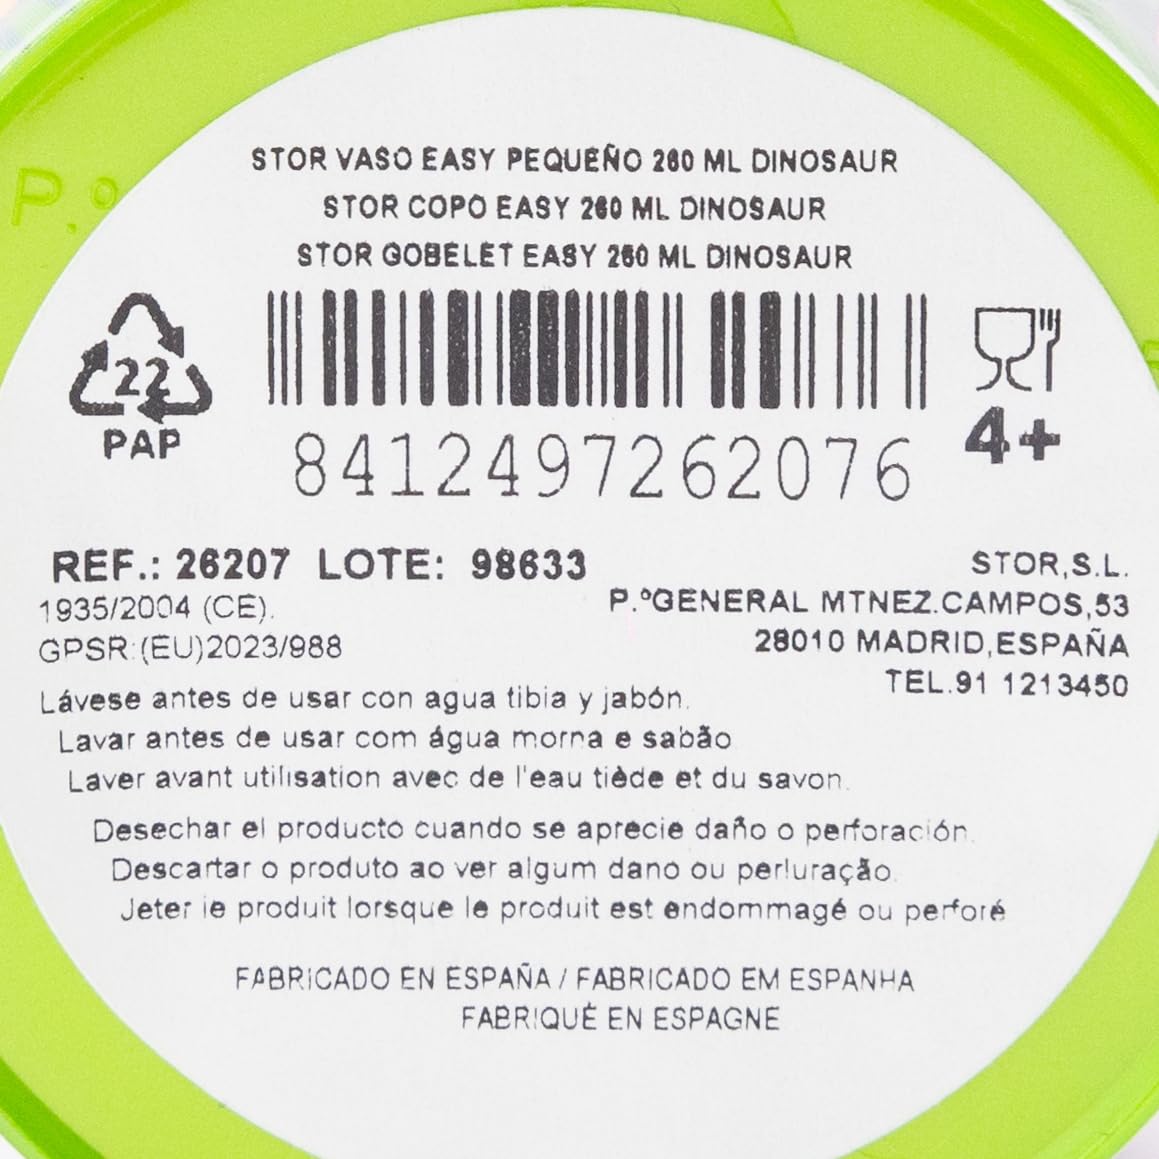 P.º
STOR VASO EASY PEQUEÑO 260 ML DINOSAUR
STOR COPO EASY 260 ML DINOSAUR
STOR GOBELET EASY 260 ML DINOSAUR
22
PAP
4+
8412497262076
REF.: 26207 LOTE: 98633
1935/2004 (CE).
GPSR:(EU)2023/988
STOR,S.L.
P.ºGENERAL MTNEZ.CAMPOS,53
28010 MADRID,ESPAÑA
TEL.91 1213450
Lávese antes de usar con agua tibia y jabón.
Lavar antes de usar com água morna e sabão
Laver avant utilisation avec de l'eau tiède et du savon.
Desechar el producto cuando se aprecie daño o perforación.
Descartar o produto ao ver algum dano ou perfuração.
Jeter le produit lorsque le produit est endommagé ou perforé
FABRICADO EN ESPAÑA / FABRICADO EM ESPANHA
FABRIQUÉ EN ESPAGNE